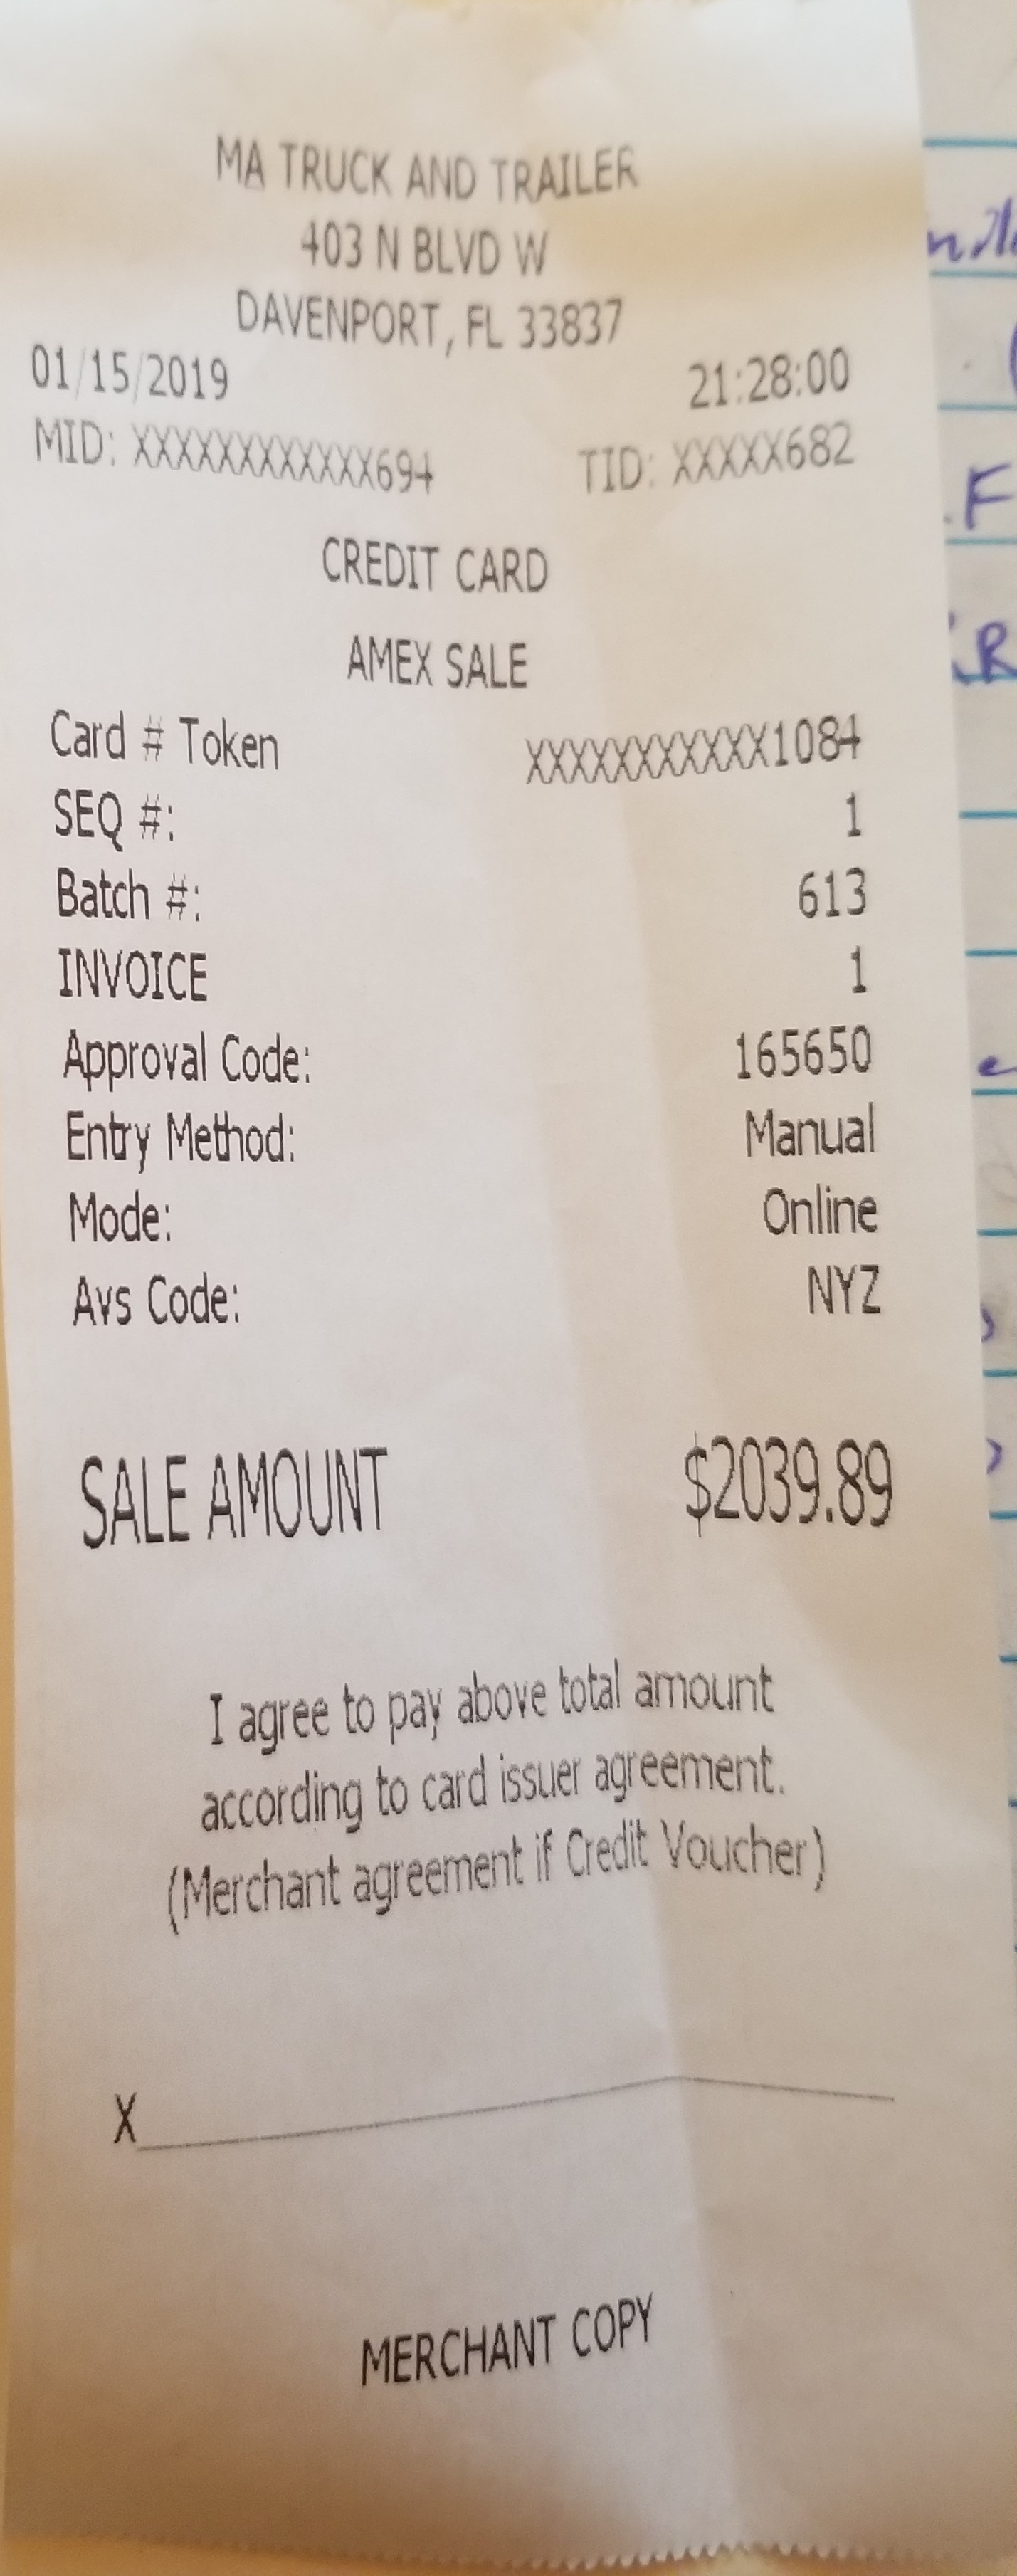 MA TRUCK AND TRAILER
403 N BLVD W
DAVENPORT, FL 33837
01/15/2019 21:28:00
MID: XXXXXXXXXXXX694 TID: XXXXX682
CREDIT CARD
AMEX SALE
Card # Token XXXXXXXXXXX1084
SEQ #: 1
Batch #: 613
INVOICE 1
Approval Code: 165650
Entry Method: Manual
Mode: Online
Avs Code: NYZ
SALE AMOUNT $2039.89
I agree to pay above total amount
according to card issuer agreement.
(Merchant agreement if Credit Voucher)
X
MERCHANT COPY